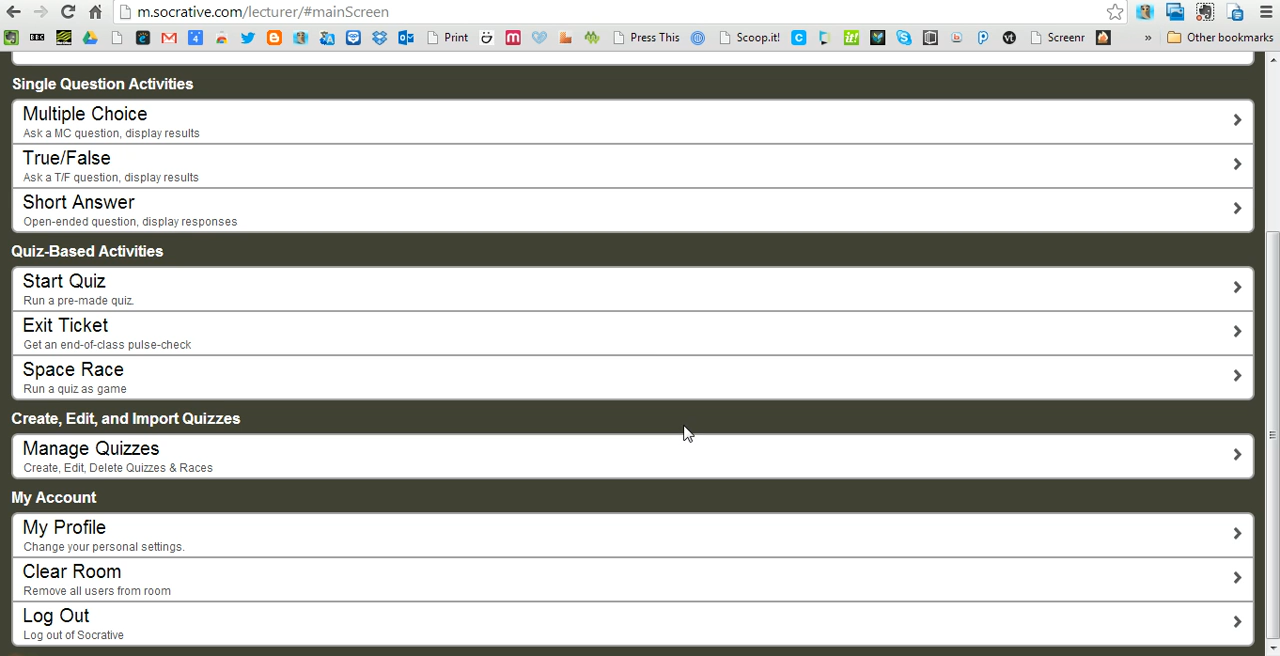 m.socrative.com/lecturer/#mainScreen
Print
Press This
Scoop.it!
Screenr
» Other bookmarks
Single Question Activities
Multiple Choice
Ask a MC question, display results
True/False
Ask a T/F question, display results
Short Answer
Open-ended question, display responses
Quiz-Based Activities
Start Quiz
Run a pre-made quiz.
Exit Ticket
Get an end-of-class pulse-check
Space Race
Run a quiz as game
Create, Edit, and Import Quizzes
Manage Quizzes
Create, Edit, Delete Quizzes & Races
My Account
My Profile
Change your personal settings.
Clear Room
Remove all users from room
Log Out
Log out of Socrative